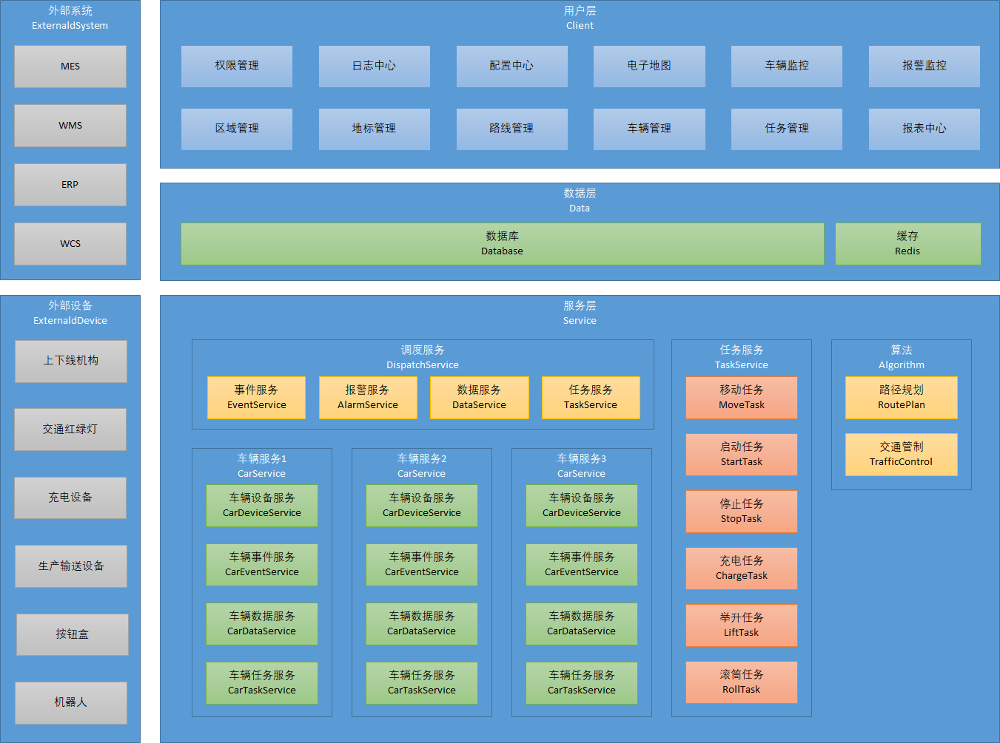 外部系统
ExternaldSystem
MES
WMS
ERP
WCS
用户层
Client
权限管理
日志中心
配置中心
电子地图
车辆监控
报警监控
区域管理
地标管理
路线管理
车辆管理
任务管理
报表中心
数据层
Data
数据库
Database
缓存
Redis
外部设备
ExternaldDevice
上下线机构
交通红绿灯
充电设备
生产输送设备
按钮盒
机器人
服务层
Service
调度服务
DispatchService
事件服务
EventService
报警服务
AlarmService
数据服务
DataService
任务服务
TaskService
车辆服务1
CarService
车辆设备服务
CarDeviceService
车辆事件服务
CarEventService
车辆数据服务
CarDataService
车辆任务服务
CarTaskService
车辆服务2
CarService
车辆设备服务
CarDeviceService
车辆事件服务
CarEventService
车辆数据服务
CarDataService
车辆任务服务
CarTaskService
车辆服务3
CarService
车辆设备服务
CarDeviceService
车辆事件服务
CarEventService
车辆数据服务
CarDataService
车辆任务服务
CarTaskService
任务服务
TaskService
移动任务
MoveTask
启动任务
StartTask
停止任务
StopTask
充电任务
ChargeTask
举升任务
LiftTask
滚筒任务
RollTask
算法
Algorithm
路径规划
RoutePlan
交通管制
TrafficControl